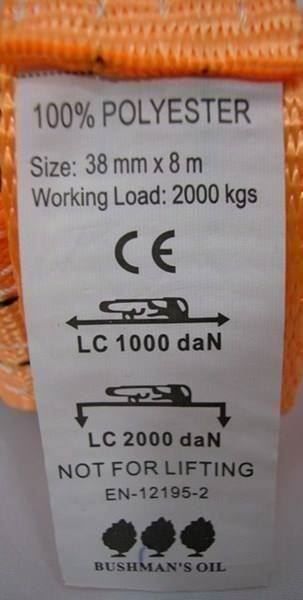 100% POLYESTER
Size: 38 mm x 8 m
Working Load: 2000 kgs
CE
LC 1000 daN
LC 2000 daN
NOT FOR LIFTING
EN-12195-2
BUSHMAN'S OIL